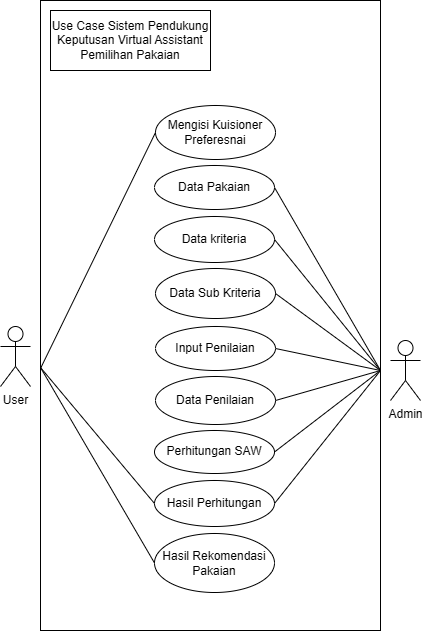 Use Case Sistem Pendukung
Keputusan Virtual Assistant
Pemilihan Pakaian
Mengisi Kuisioner
Preferesnai
Data Pakaian
Data kriteria
Data Sub Kriteria
Input Penilaian
Data Penilaian
Perhitungan SAW
Hasil Perhitungan
Hasil Rekomendasi
Pakaian
User
Admin